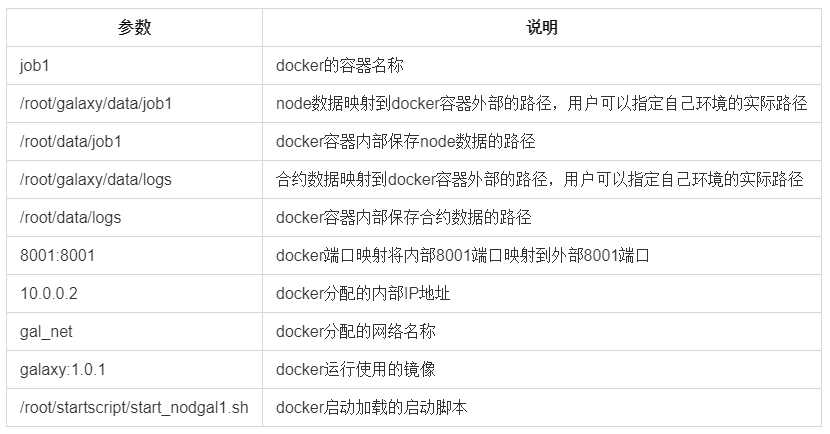 参数 说明
job1 docker的容器名称
/root/galaxy/data/job1 node数据映射到docker容器外部的路径，用户可以指定自己环境的实际路径
/root/data/job1 docker容器内部保存node数据的路径
/root/galaxy/data/logs 合约数据映射到docker容器外部的路径，用户可以指定自己环境的实际路径
/root/data/logs docker容器内部保存合约数据的路径
8001:8001 docker端口映射将内部8001端口映射到外部8001端口
10.0.0.2 docker分配的内部IP地址
gal_net docker分配的网络名称
galaxy:1.0.1 docker运行使用的镜像
/root/startscript/start_nodgal1.sh docker启动加载的启动脚本